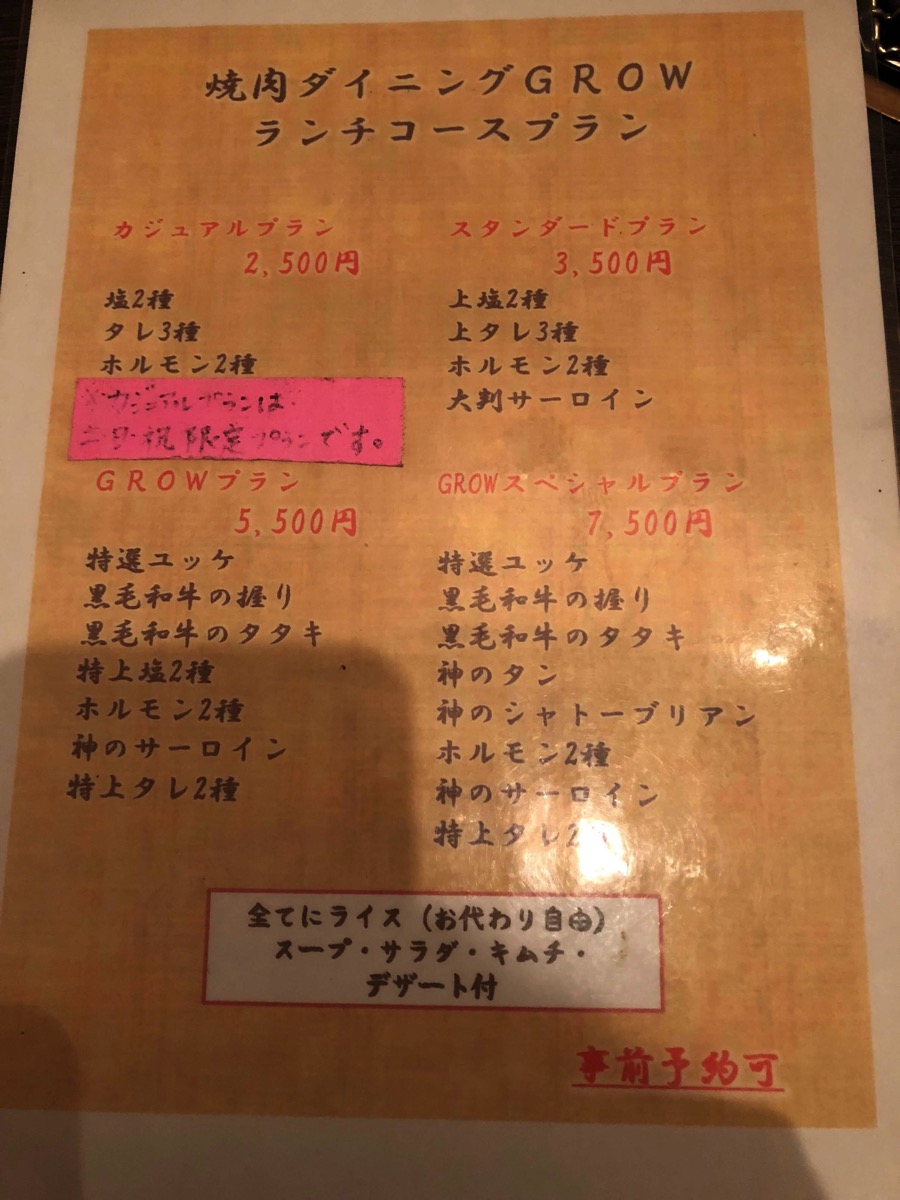 焼肉ダイニングGROW
ランチコースプラン
カジュアルプラン
2,500円
塩2種
タレ3種
ホルモン2種
※カジュアルプランは
土・日・祝限定プランです。
スタンダードプラン
3,500円
上塩2種
上タレ3種
ホルモン2種
大判サーロイン
GROWプラン
5,500円
特選ユッケ
黒毛和牛の握り
黒毛和牛のタタキ
特上塩2種
ホルモン2種
神のサーロイン
特上タレ2種
GROWスペシャルプラン
7,500円
特選ユッケ
黒毛和牛の握り
黒毛和牛のタタキ
神のタン
神のシャトーブリアン
ホルモン2種
神のサーロイン
特上タレ2
全てにライス（お代わり自由）
スープ・サラダ・キムチ・
デザート付
事前予約可